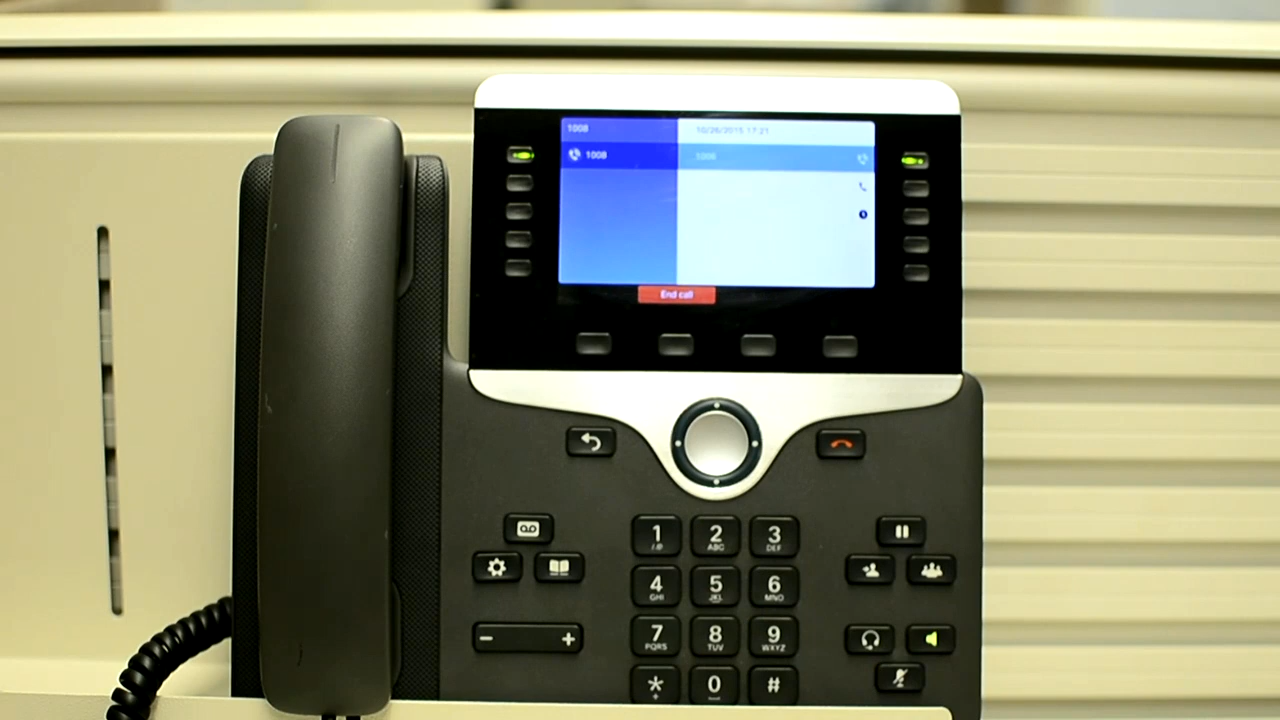 1008
10/26/2015 17:21
1008
1008
End call
1
2 ABC
3 DEF
4 GHI
5 JKL
6 MNO
7 PQRS
8 TUV
9 WXYZ
*
0
#